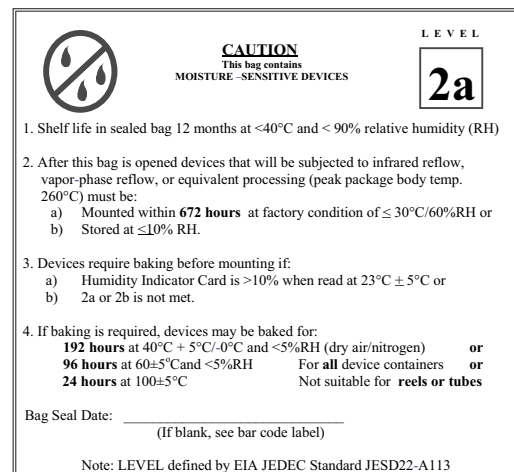 LEVEL
CAUTION
This bag contains
MOISTURE –SENSITIVE DEVICES
2a
1. Shelf life in sealed bag 12 months at <40°C and < 90% relative humidity (RH)
2. After this bag is opened devices that will be subjected to infrared reflow,
vapor-phase reflow, or equivalent processing (peak package body temp.
260°C) must be:
a) Mounted within 672 hours at factory condition of ≤ 30°C/60%RH or
b) Stored at ≤10% RH.
3. Devices require baking before mounting if:
a) Humidity Indicator Card is >10% when read at 23°C ± 5°C or
b) 2a or 2b is not met.
4. If baking is required, devices may be baked for:
192 hours at 40°C + 5°C/-0°C and <5%RH (dry air/nitrogen) or
96 hours at 60±5°Cand <5%RH For all device containers or
24 hours at 100±5°C Not suitable for reels or tubes
Bag Seal Date: ______________________________
(If blank, see bar code label)
Note: LEVEL defined by EIA JEDEC Standard JESD22-A113